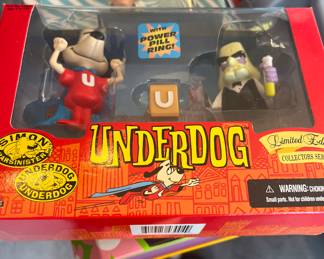 WITH
POWER
PILL
RING!
U
U
UNDERDOG
SIMON
BARSINISTER
UNDERDOG
UNDERDOG
Limited Edi
COLLECTORS SER
WARNING: CHOKIN
Small parts. Not for children under